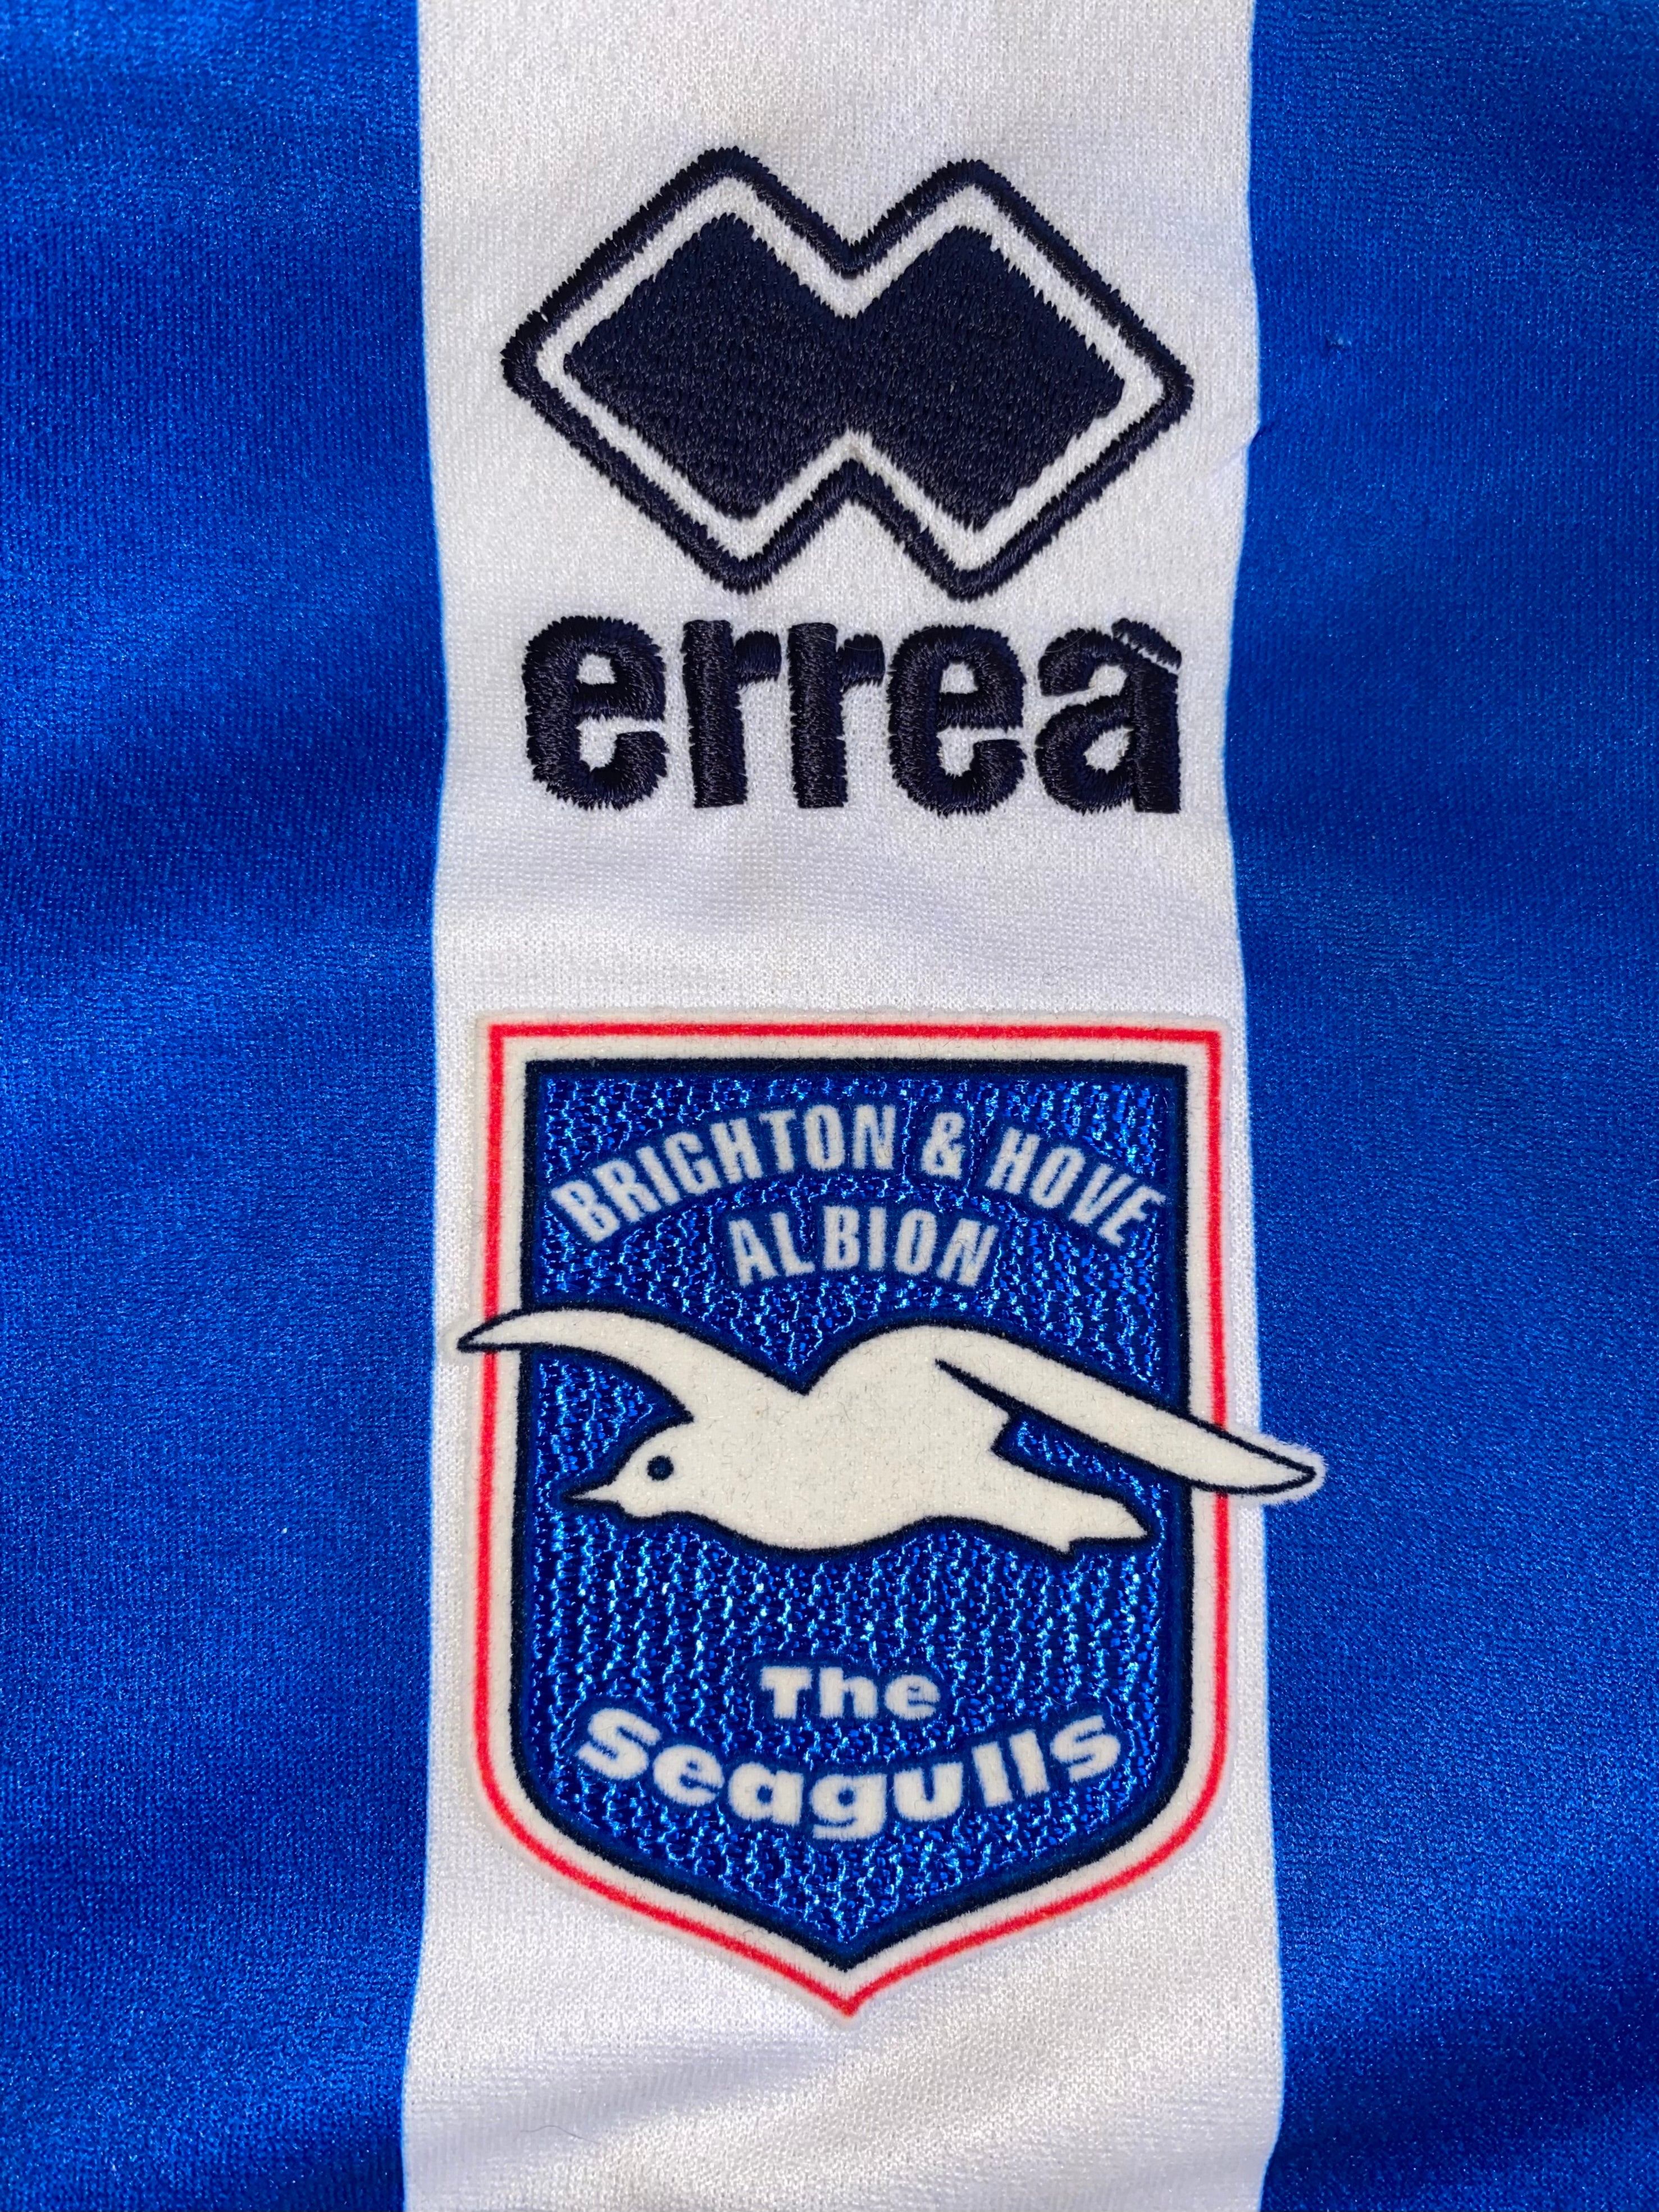 erreà
BRIGHTON & HOVE
ALBION
The
Seagulls